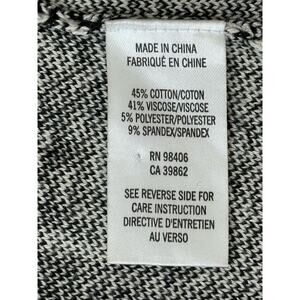 MADE IN CHINA
FABRIQUÉ EN CHINE
45% COTTON/COTON
41% VISCOSE/VISCOSE
5% POLYESTER/POLYESTER
9% SPANDEX/SPANDEX
RN 98406
CA 39862
SEE REVERSE SIDE FOR
CARE INSTRUCTION
DIRECTIVE D'ENTRETIEN
AU VERSO